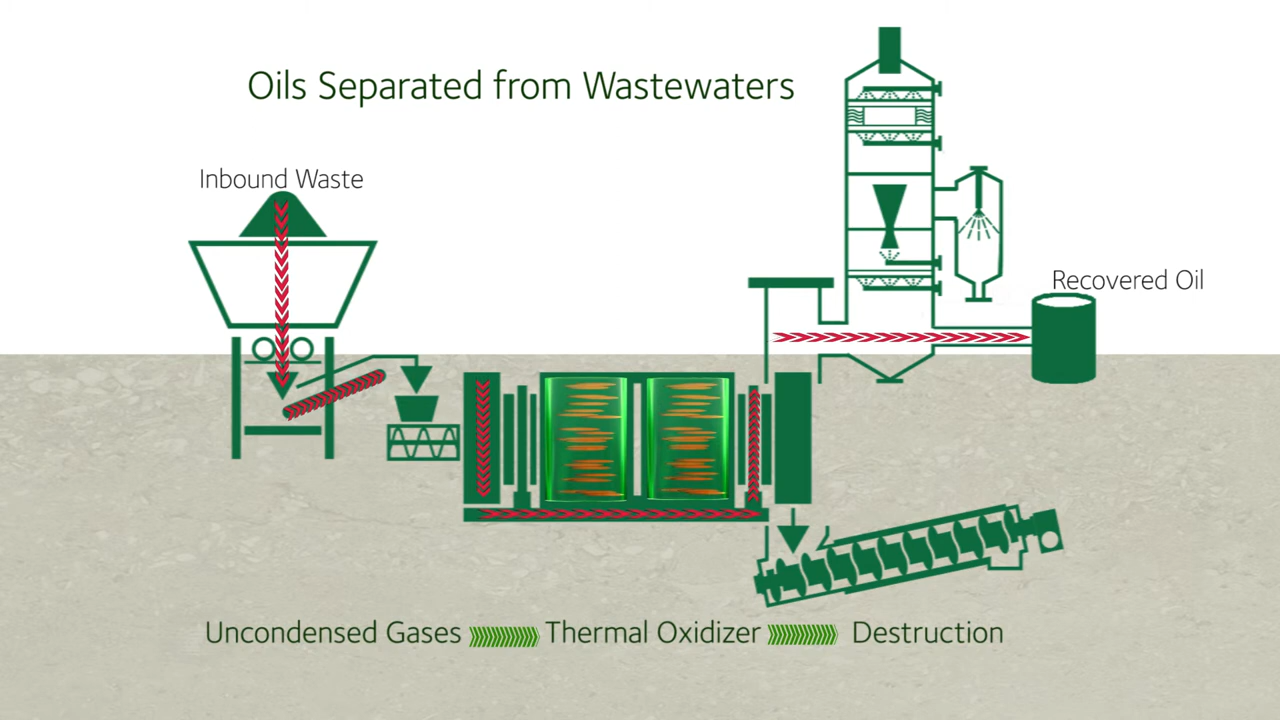 Oils Separated from Wastewaters
Inbound Waste
Recovered Oil
Uncondensed Gases Thermal Oxidizer Destruction